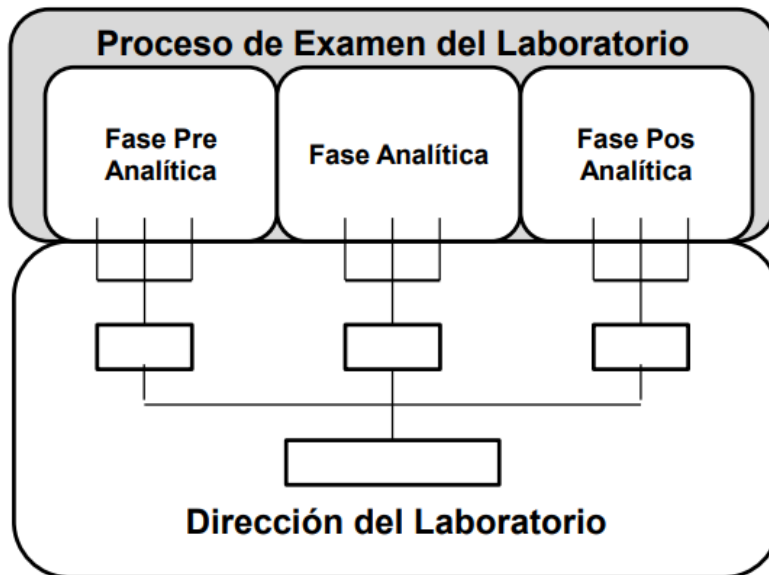 Proceso de Examen del Laboratorio
Fase Pre
Analítica
Fase Analítica
Fase Pos
Analítica
Dirección del Laboratorio